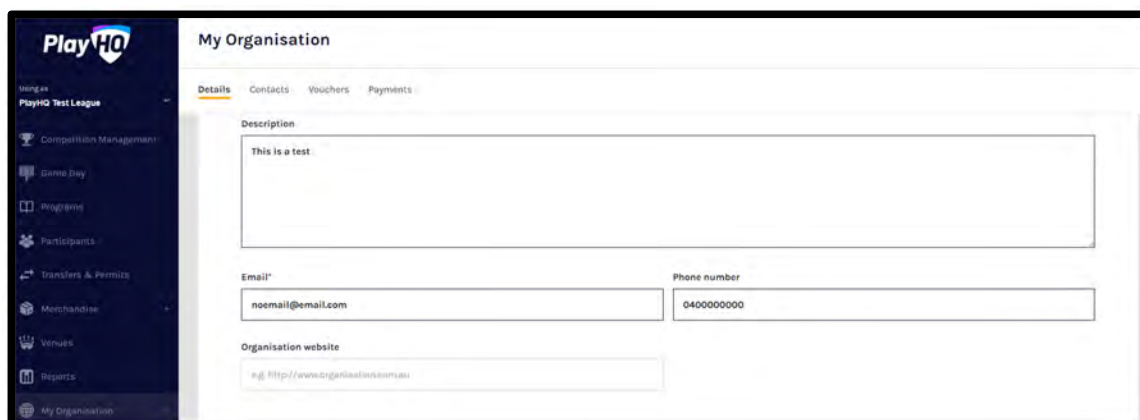 PlayHQ
My Organisation
Using as
PlayHQ Test League
Details Contacts Vouchers Payments
Competition Management
Game Day
Programs
Participants
Transfers & Permits
Merchandise
Venues
Reports
My Organisation
Description
This is a test
Email*
Phone number
noemail@email.com
0400000000
Organisation website
e.g. http://www.organisation.com.au